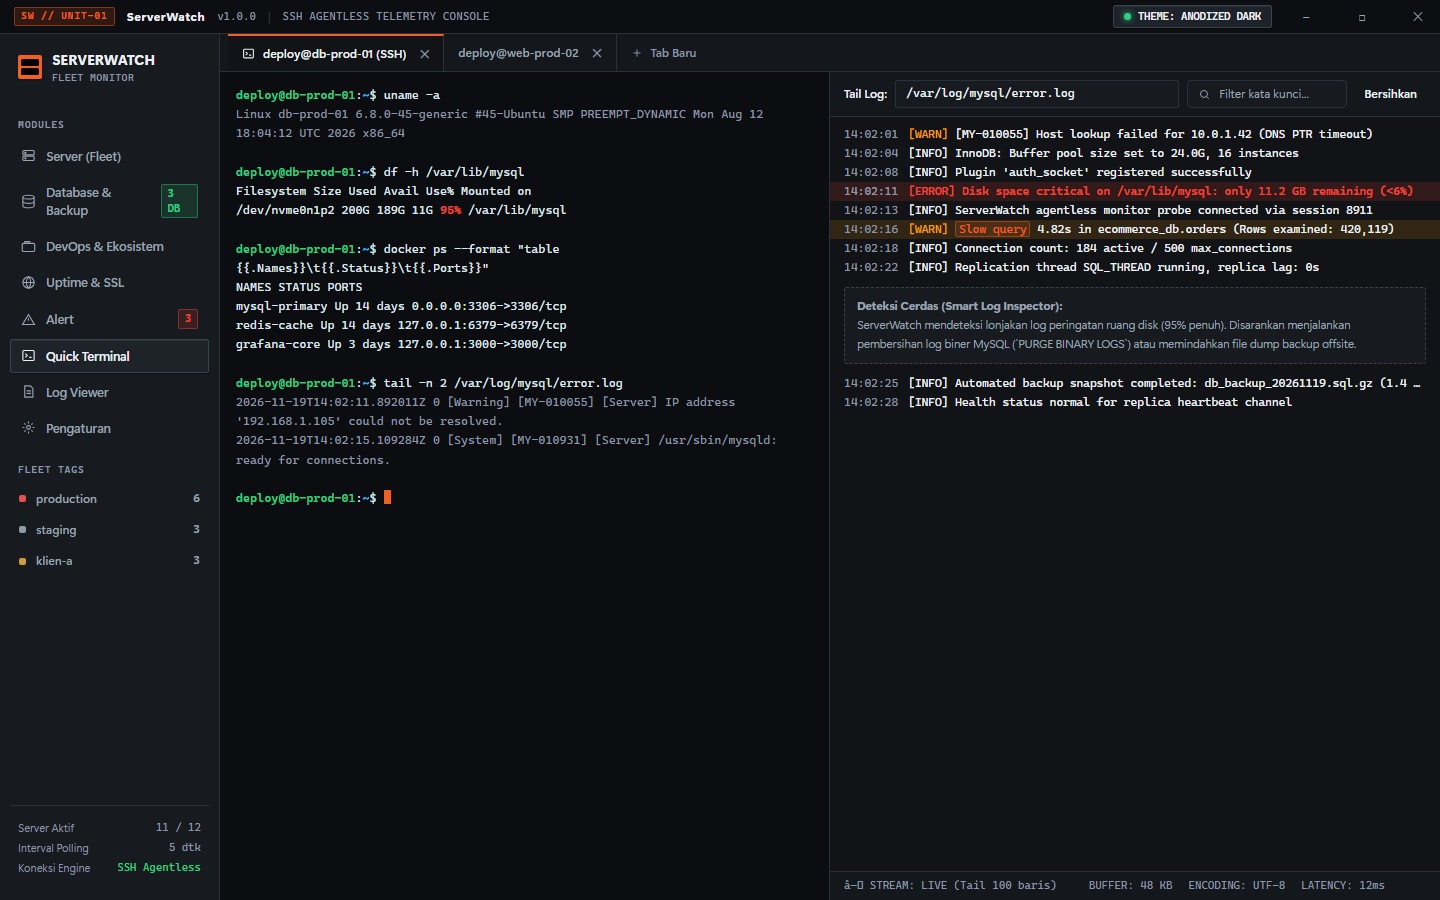 SW // UNIT-01 ServerWatch v1.0.0 | SSH AGENTLESS TELEMETRY CONSOLE
THEME: ANODIZED DARK
SERVERWATCH
FLEET MONITOR
MODULES
Server (Fleet)
Database & Backup
3 DB
DevOps & Ekosistem
Uptime & SSL
Alert 3
Quick Terminal
Log Viewer
Pengaturan
FLEET TAGS
production 6
staging 3
klien-a 3
Server Aktif 11 / 12
Interval Polling 5 dtk
Koneksi Engine SSH Agentless
deploy@db-prod-01 (SSH) ×
deploy@web-prod-02 ×
+ Tab Baru
deploy@db-prod-01:~$ uname -a
Linux db-prod-01 6.8.0-45-generic #45-Ubuntu SMP PREEMPT_DYNAMIC Mon Aug 12
18:04:12 UTC 2026 x86_64
deploy@db-prod-01:~$ df -h /var/lib/mysql
Filesystem Size Used Avail Use% Mounted on
/dev/nvme0n1p2 200G 189G 11G 95% /var/lib/mysql
deploy@db-prod-01:~$ docker ps --format "table
{{.Names}}\t{{.Status}}\t{{.Ports}}"
NAMES STATUS PORTS
mysql-primary Up 14 days 0.0.0.0:3306->3306/tcp
redis-cache Up 14 days 127.0.0.1:6379->6379/tcp
grafana-core Up 3 days 127.0.0.1:3000->3000/tcp
deploy@db-prod-01:~$ tail -n 2 /var/log/mysql/error.log
2026-11-19T14:02:11.892011Z 0 [Warning] [MY-010055] [Server] IP address
'192.168.1.105' could not be resolved.
2026-11-19T14:02:15.109284Z 0 [System] [MY-010931] [Server] /usr/sbin/mysqld:
ready for connections.
deploy@db-prod-01:~$
Tail Log: /var/log/mysql/error.log
Filter kata kunci...
Bersihkan
14:02:01 [WARN] [MY-010055] Host lookup failed for 10.0.1.42 (DNS PTR timeout)
14:02:04 [INFO] InnoDB: Buffer pool size set to 24.0G, 16 instances
14:02:08 [INFO] Plugin 'auth_socket' registered successfully
14:02:11 [ERROR] Disk space critical on /var/lib/mysql: only 11.2 GB remaining (<6%)
14:02:13 [INFO] ServerWatch agentless monitor probe connected via session 8911
14:02:16 [WARN] Slow query 4.82s in ecommerce_db.orders (Rows examined: 420,119)
14:02:18 [INFO] Connection count: 184 active / 500 max_connections
14:02:22 [INFO] Replication thread SQL_THREAD running, replica lag: 0s
Deteksi Cerdas (Smart Log Inspector):
ServerWatch mendeteksi lonjakan log peringatan ruang disk (95% penuh). Disarankan menjalankan
pembersihan log biner MySQL (`PURGE BINARY LOGS`) atau memindahkan file dump backup offsite.
14:02:25 [INFO] Automated backup snapshot completed: db_backup_20261119.sql.gz (1.4 …
14:02:28 [INFO] Health status normal for replica heartbeat channel
â—□ STREAM: LIVE (Tail 100 baris) BUFFER: 48 KB ENCODING: UTF-8 LATENCY: 12ms